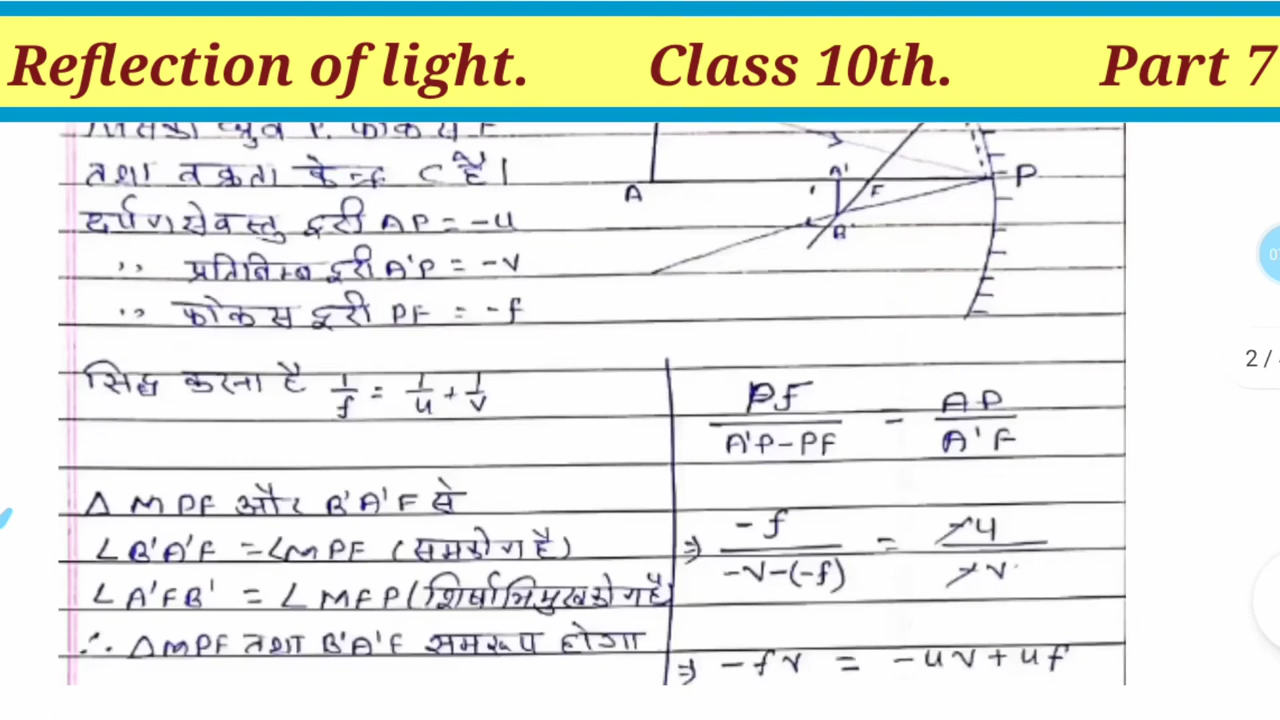 Reflection of light. Class 10th. Part 7
तथा वक्रता केन्द्र C है।
दर्पण से वस्तु दूरी AP = -u
,, प्रतिबिम्ब दूरी A'P = -v
,, फोकस दूरी PF = -f
सिद्ध करना है 1/f = 1/u + 1/v
Δ MPF और B'A'F से
∠B'A'F = ∠MPF (समकोण है)
∠A'FB' = ∠MFP (शिर्षाभिमुख कोण है)
∴ ΔMPF तथा B'A'F समरूप होगा
A
A'
F
P
B'
PF/A'P-PF = AP/A'F
⇒ -f/-v-(-f) = -u/-v
⇒ -fv = -uv + uf
2/